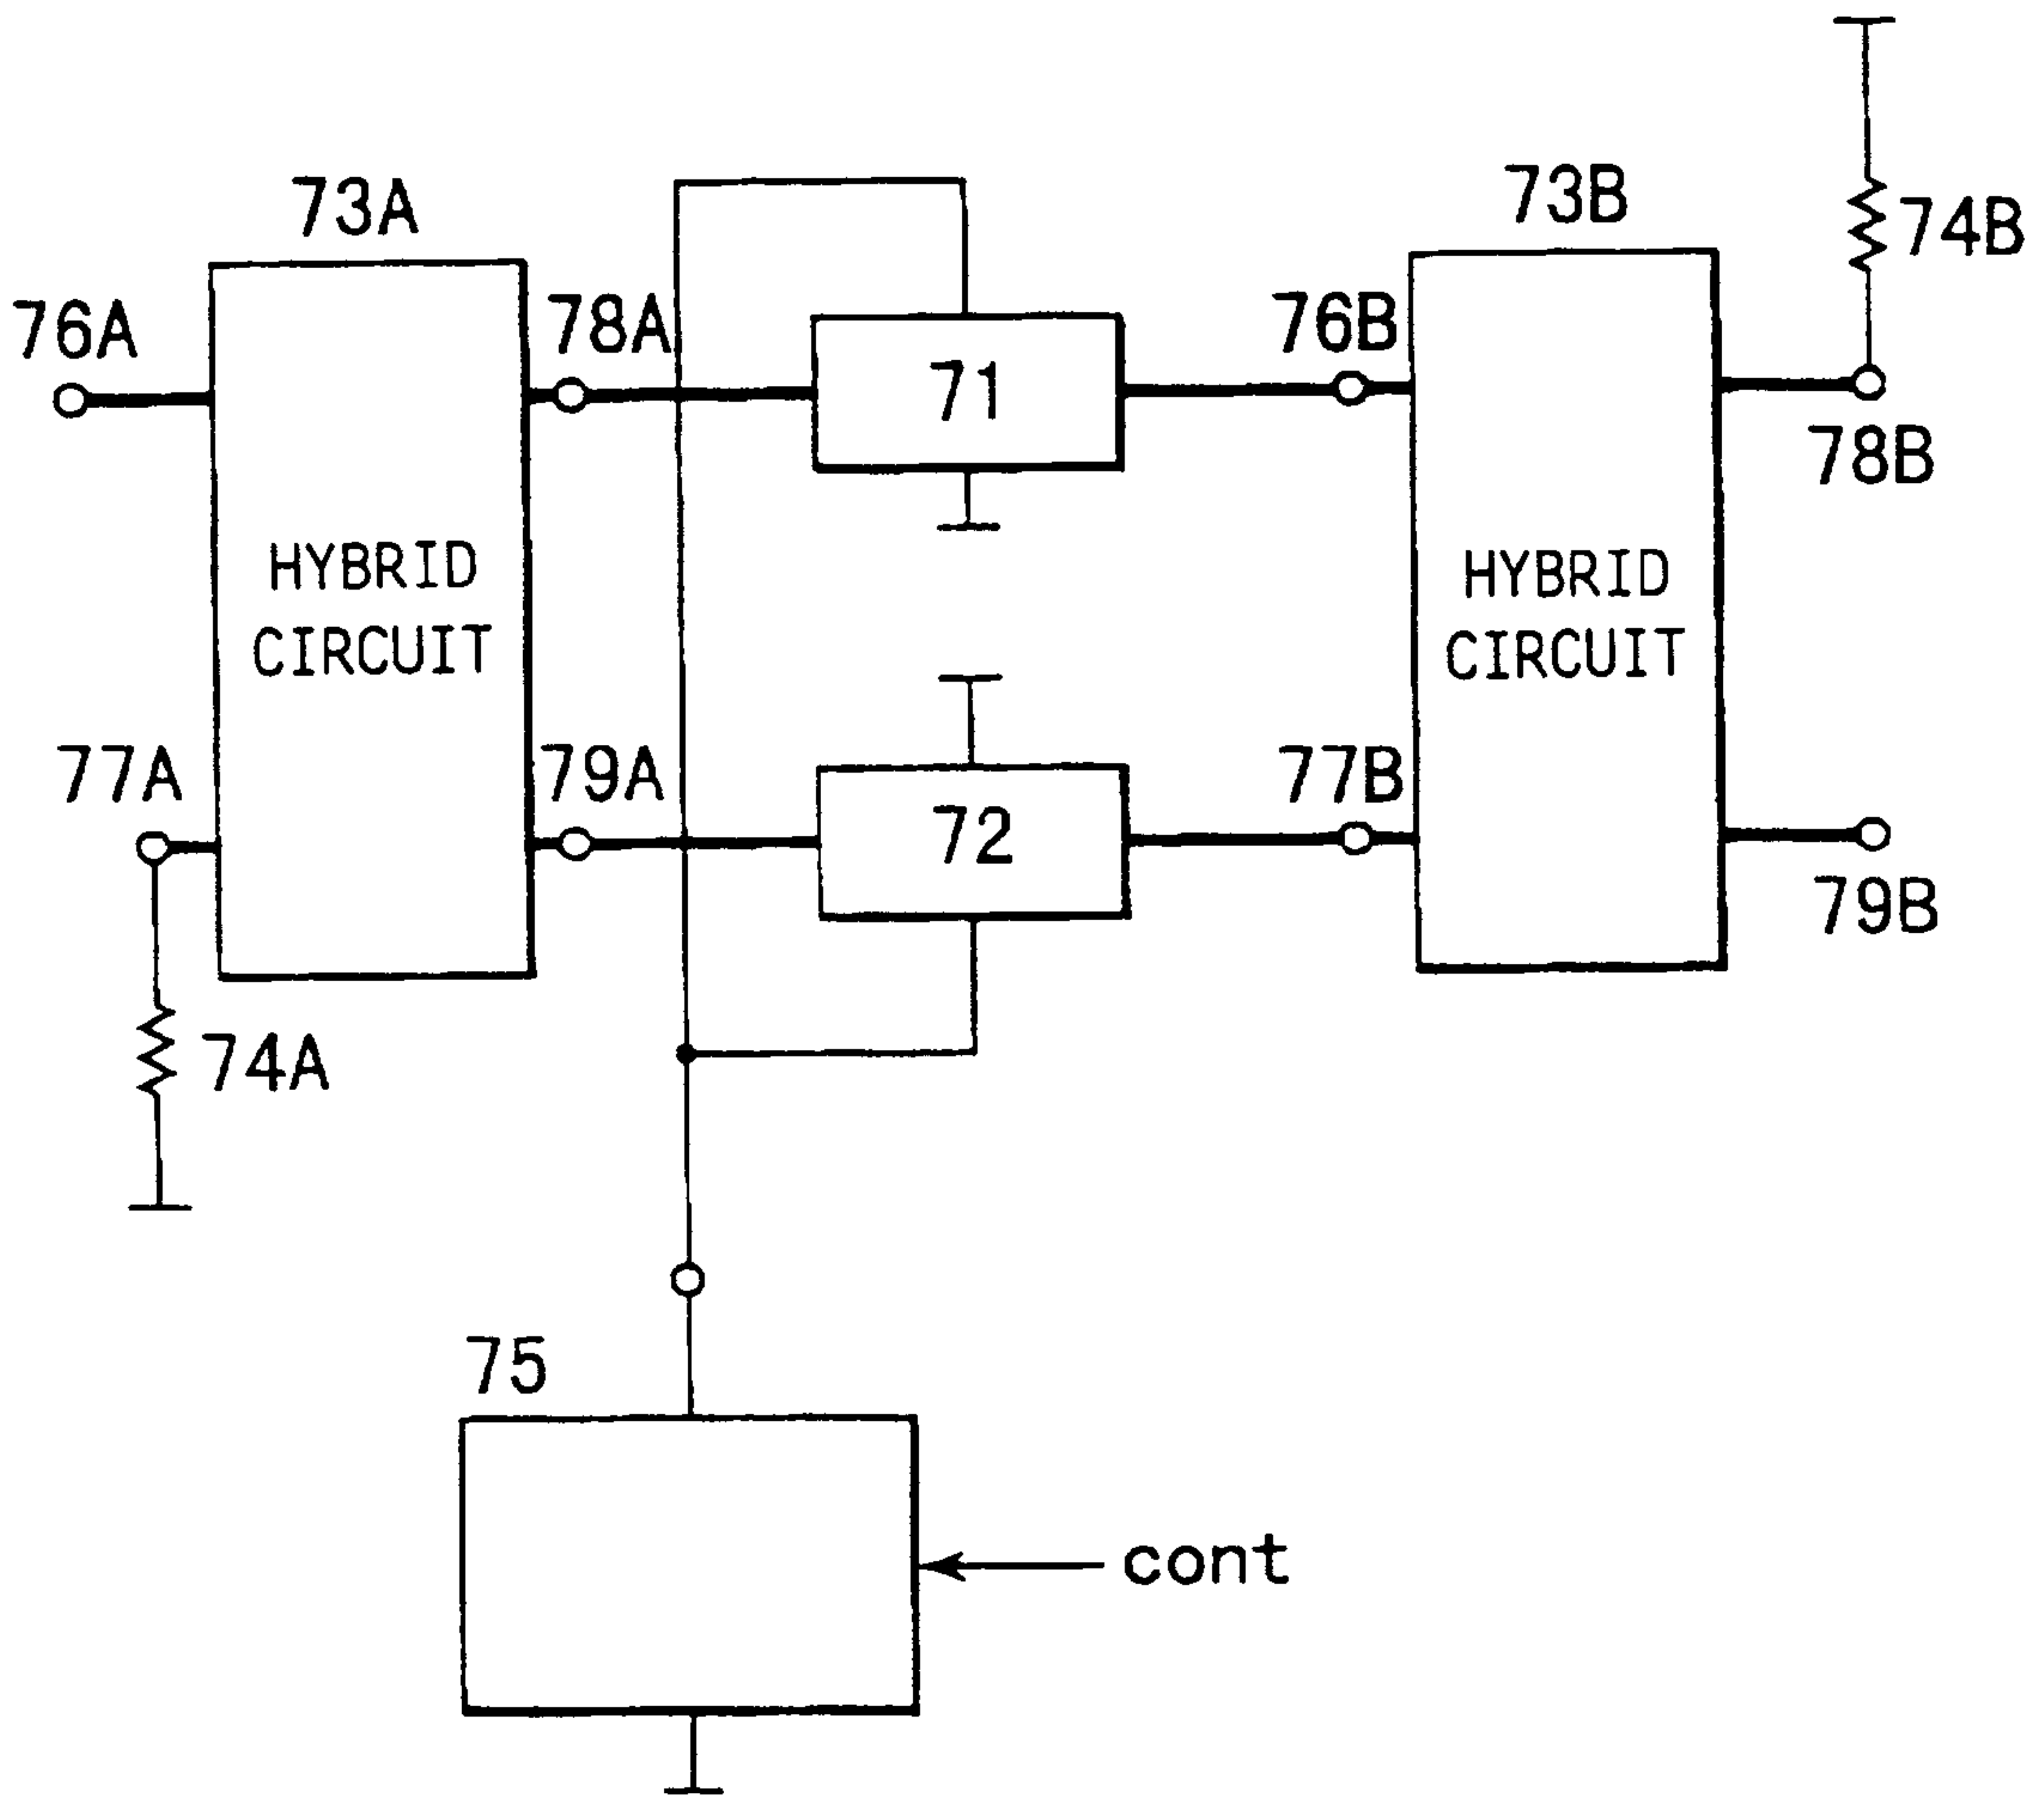 73A
73B
74B
76A
78A
76B
71
78B
HYBRID
CIRCUIT
HYBRID
CIRCUIT
77A
79A
77B
72
79B
74A
75
cont